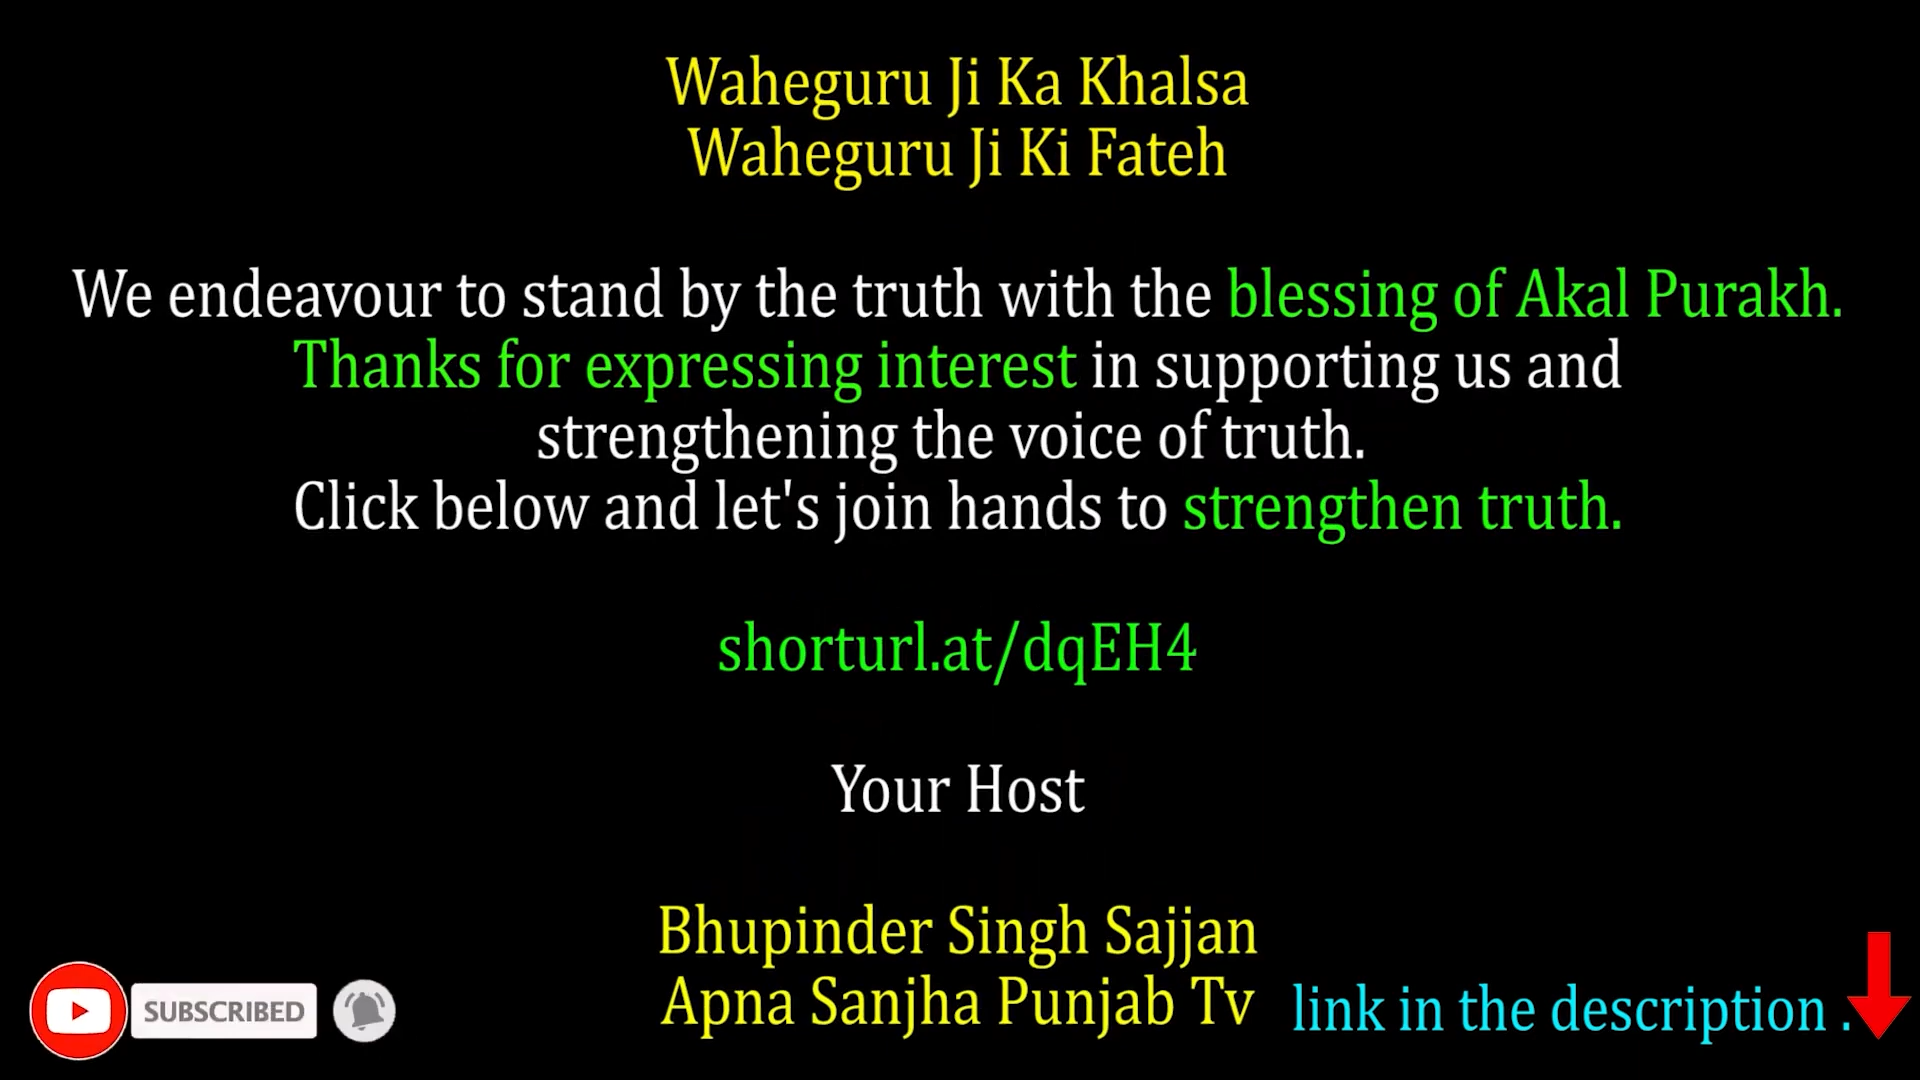 Waheguru Ji Ka Khalsa
Waheguru Ji Ki Fateh
We endeavour to stand by the truth with the blessing of Akal Purakh.
Thanks for expressing interest in supporting us and
strengthening the voice of truth.
Click below and let's join hands to strengthen truth.
shorturl.at/dqEH4
Your Host
Bhupinder Singh Sajjan
Apna Sanjha Punjab Tv
link in the description .
SUBSCRIBED